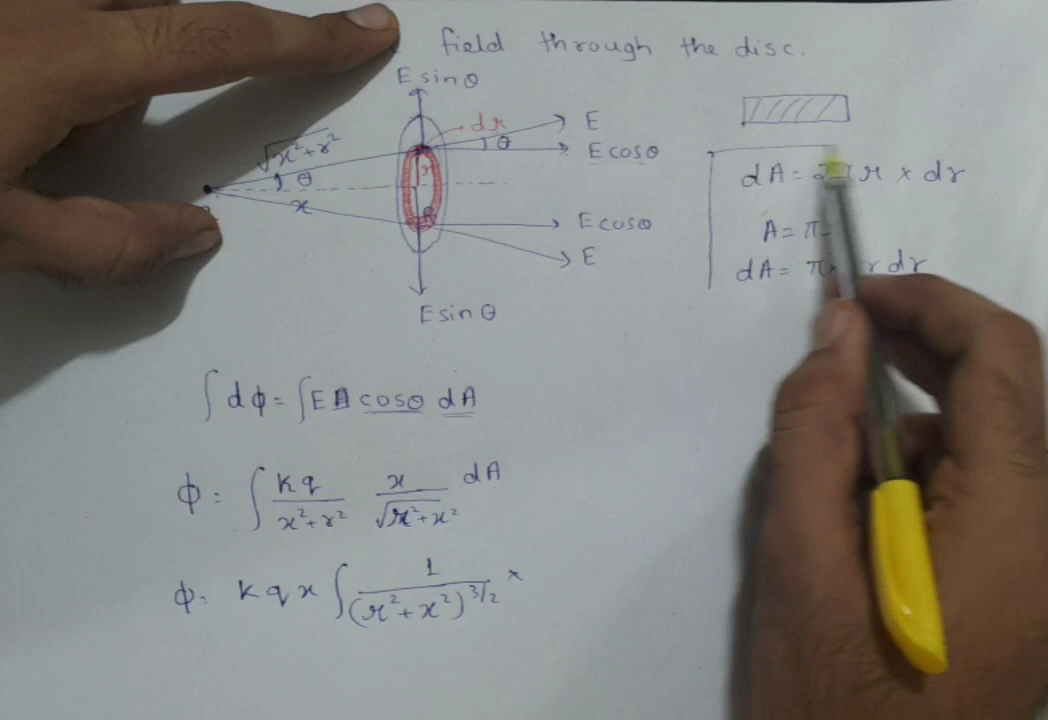 field through the disc.
E sinθ
dr
√x²+r²
θ
x
r
θ
E
E cosθ
E cosθ
E
E sinθ
dA = 2π r × dr
A = π
dA = π r dr
∫dϕ = ∫E cosθ dA
ϕ = ∫ kq / x²+r² x / √r²+x² dA
ϕ = k q x ∫ 1 / (r²+x²)^3/2 ×